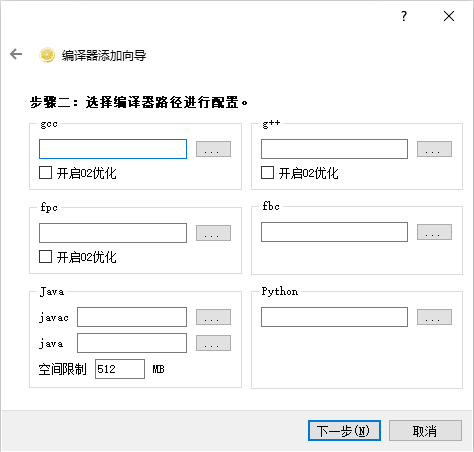 ?
编译器添加向导
步骤二：选择编译器路径进行配置。
gcc
...
开启O2优化
g++
...
开启O2优化
fpc
...
开启O2优化
fbc
...
Java
javac ...
java ...
空间限制 512 MB
Python
...
下一步(N) 取消